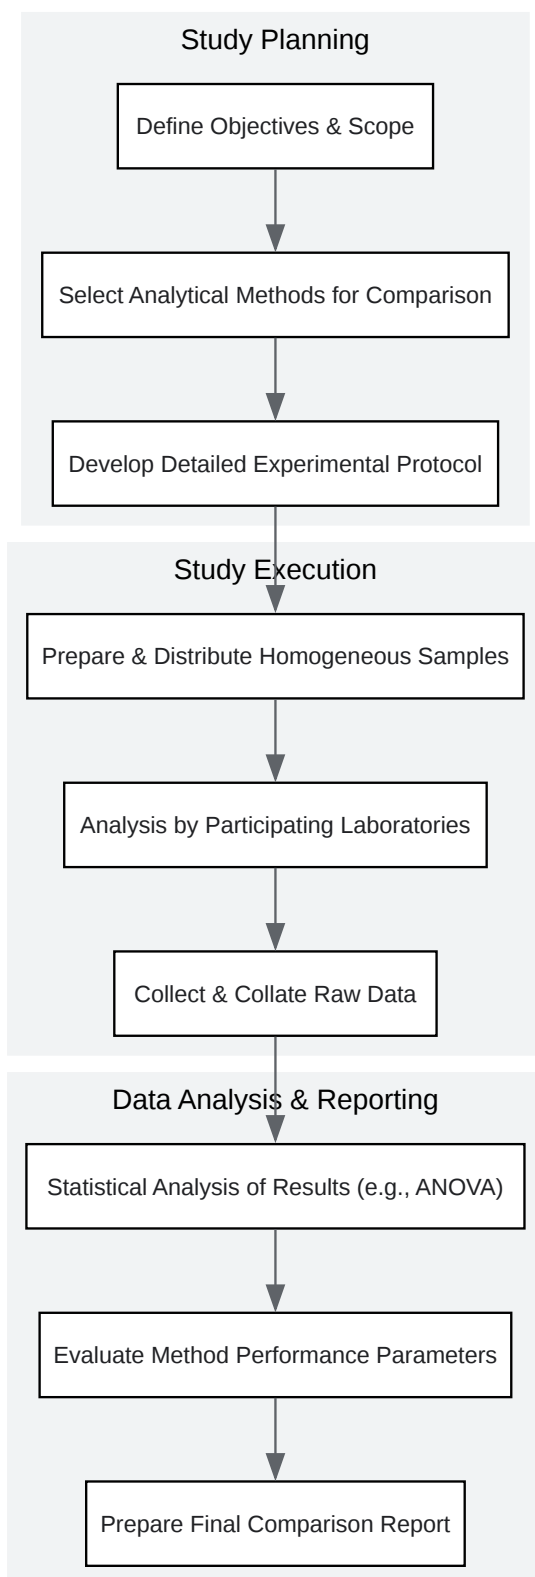 Study Planning
Define Objectives & Scope
Select Analytical Methods for Comparison
Develop Detailed Experimental Protocol
Study Execution
Prepare & Distribute Homogeneous Samples
Analysis by Participating Laboratories
Collect & Collate Raw Data
Data Analysis & Reporting
Statistical Analysis of Results (e.g., ANOVA)
Evaluate Method Performance Parameters
Prepare Final Comparison Report